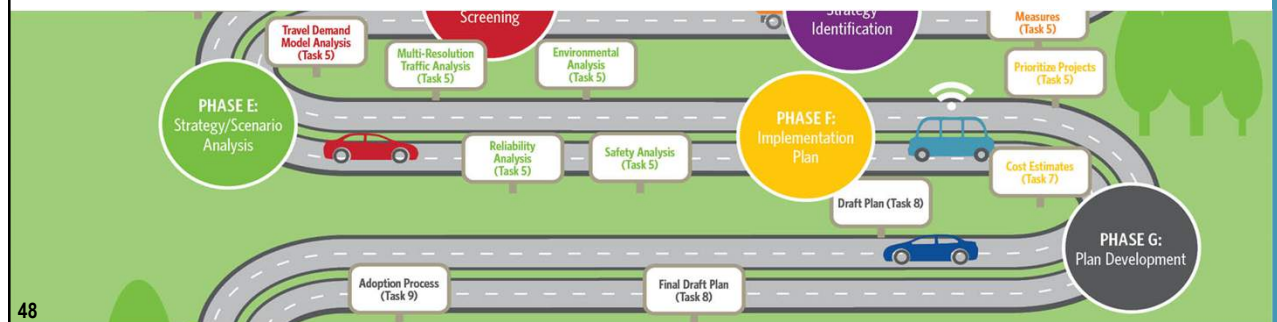 Screening
Strategy
Identification
Measures
(Task 5)
Travel Demand
Model Analysis
(Task 5)
Multi-Resolution
Traffic Analysis
(Task 5)
Environmental
Analysis
(Task 5)
Prioritize Projects
(Task 5)
PHASE E:
Strategy/Scenario
Analysis
PHASE F:
Implementation
Plan
Reliability
Analysis
(Task 5)
Safety Analysis
(Task 5)
Cost Estimates
(Task 7)
Draft Plan (Task 8)
PHASE G:
Plan Development
Adoption Process
(Task 9)
Final Draft Plan
(Task 8)
48